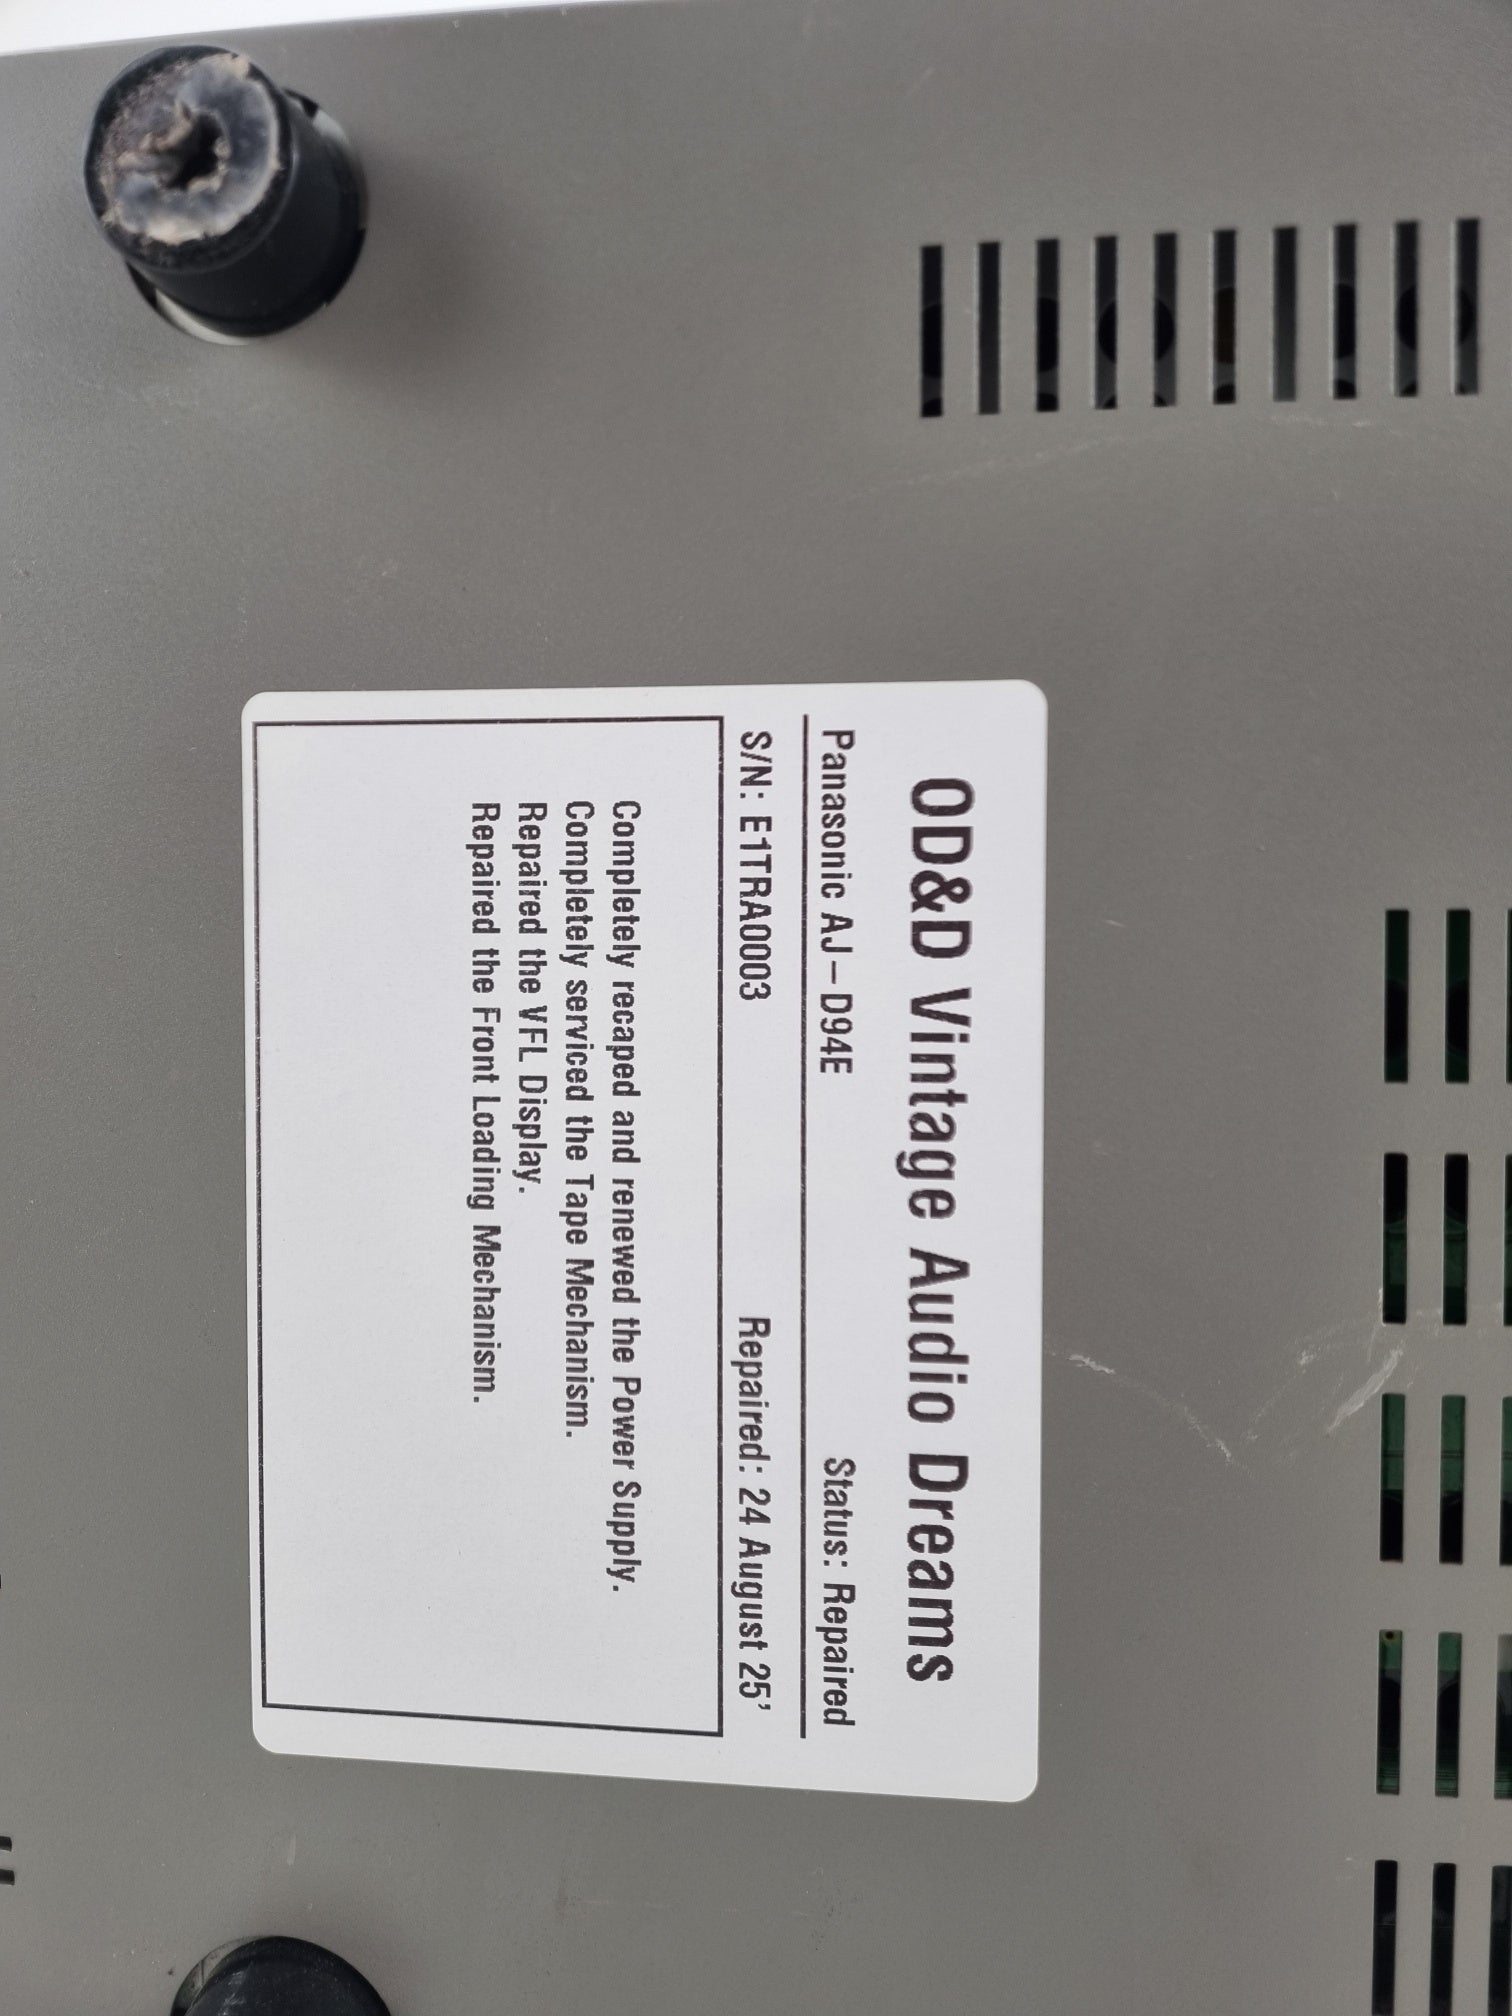 OD&D Vintage Audio Dreams
Panasonic AJ-D94E Status: Repaired
S/N: E1TRA0003 Repaired: 24 August 25'
Completely recaped and renewed the Power Supply.
Completely serviced the Tape Mechanism.
Repaired the VFL Display.
Repaired the Front Loading Mechanism.